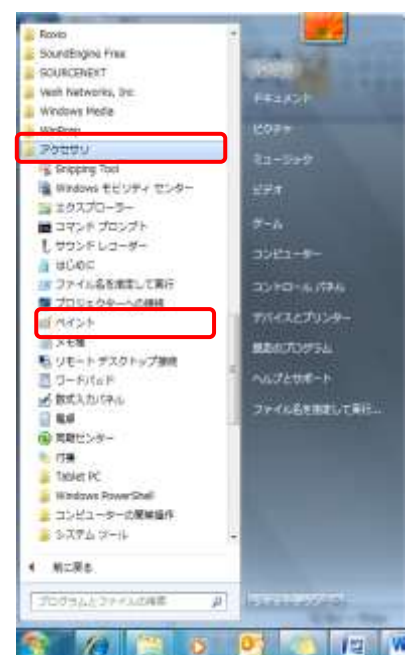 Roxio
SoundEngine Free
SOURCENEXT
Windows Media
アクセサリ
Snipping Tool
Windows モビリティ センター
エクスプローラー
コマンド プロンプト
サウンド レコーダー
はじめに
ファイル名を指定して実行
プロジェクターへの接続
ペイント
メモ帳
リモート デスクトップ接続
ワードパッド
数式入力パネル
電卓
同期センター
付箋
Tablet PC
Windows PowerShell
コンピューターの簡単操作
システム ツール
前に戻る
プログラムとファイルの検索
ドキュメント
ピクチャ
ミュージック
ビデオ
ゲーム
コンピューター
コントロール パネル
デバイスとプリンター
既定のプログラム
ヘルプとサポート
ファイル名を指定して実行...